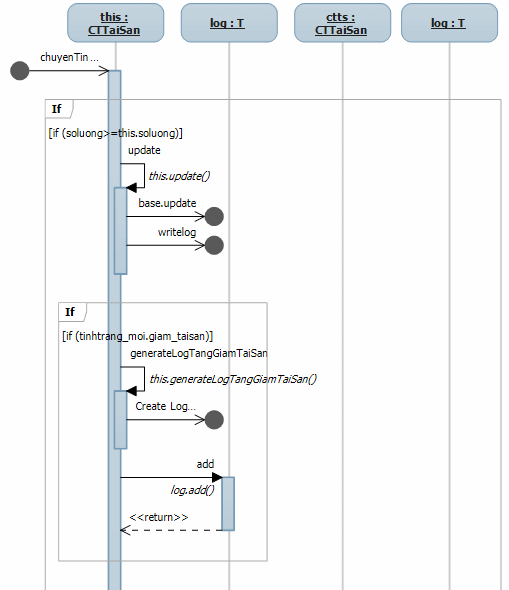 this :
CTTaiSan
log : T
ctts :
CTTaiSan
log : T
chuyenTin ...
If
[if (soluong>=this.soluong)]
update
this.update()
base.update
writelog
If
[if (tinhtrang_moi.giam_taisan)]
generateLogTangGiamTaiSan
this.generateLogTangGiamTaiSan()
Create Log...
add
log.add()
<<return>>